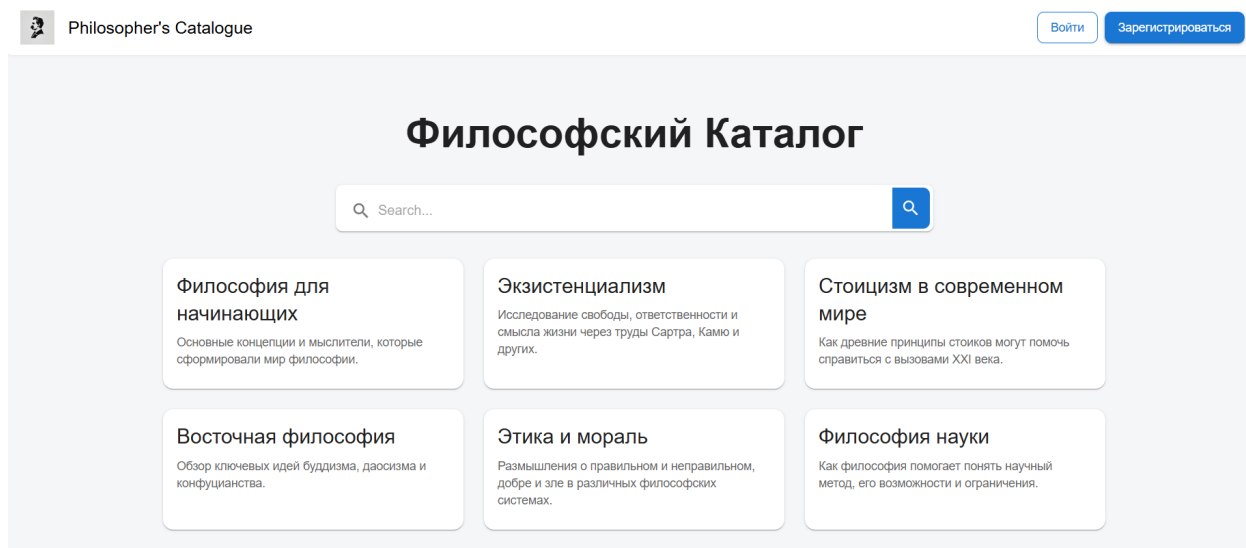 Philosopher's Catalogue
Войти
Зарегистрироваться
Философский Каталог
Search...
Философия для
начинающих
Основные концепции и мыслители, которые
сформировали мир философии.
Экзистенциализм
Исследование свободы, ответственности и
смысла жизни через труды Сартра, Камю и
других.
Стоицизм в современном
мире
Как древние принципы стоиков могут помочь
справиться с вызовами XXI века.
Восточная философия
Обзор ключевых идей буддизма, даосизма и
конфуцианства.
Этика и мораль
Размышления о правильном и неправильном,
добре и зле в различных философских
системах.
Философия науки
Как философия помогает понять научный
метод, его возможности и ограничения.